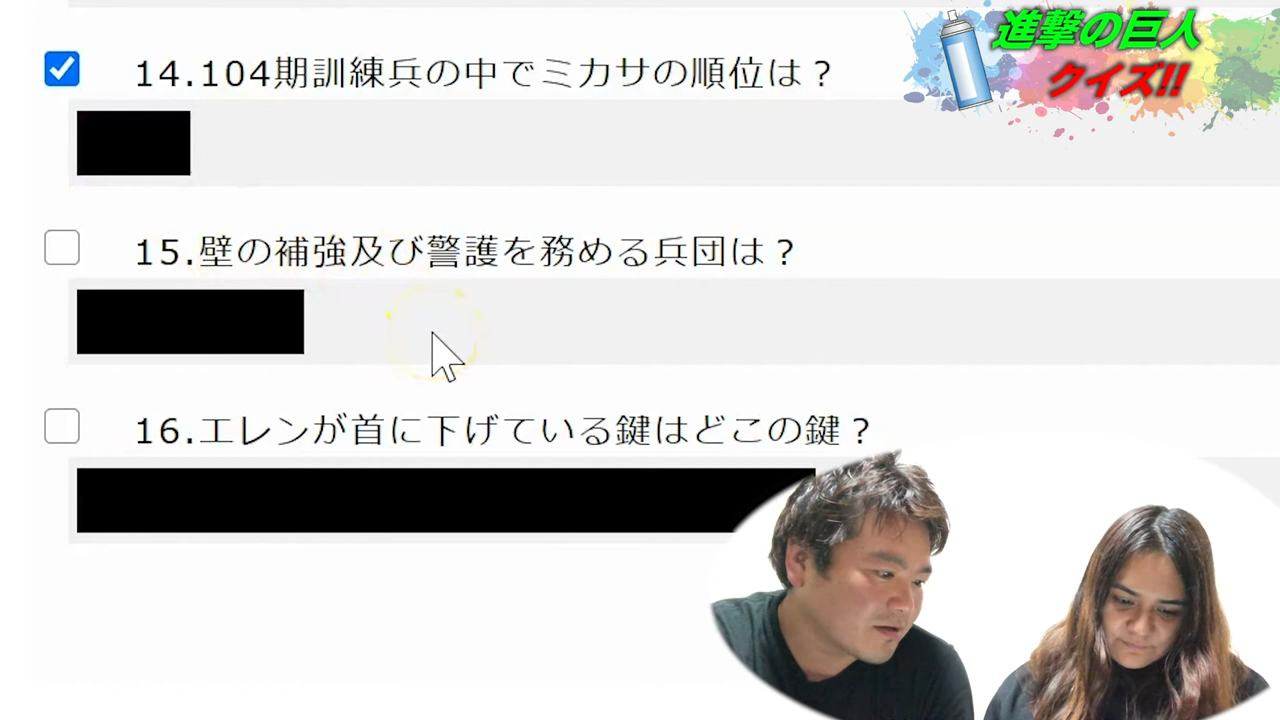 進撃の巨人
クイズ!!
14.104期訓練兵の中でミカサの順位は？
15.壁の補強及び警護を務める兵団は？
16.エレンが首に下げている鍵はどこの鍵？